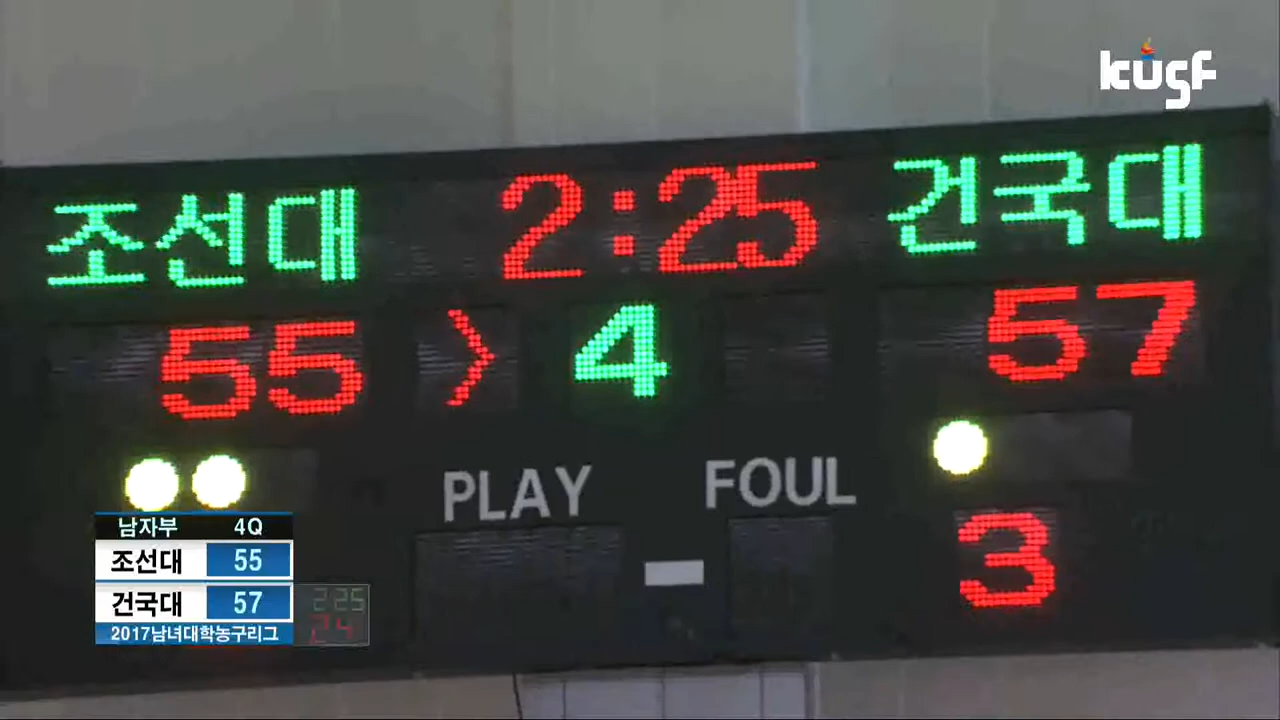 kusf
조선대 2:25 건국대
55 > 4 57
PLAY FOUL
3
남자부 4Q
조선대 55
건국대 57
2:25
24
2017남녀대학농구리그